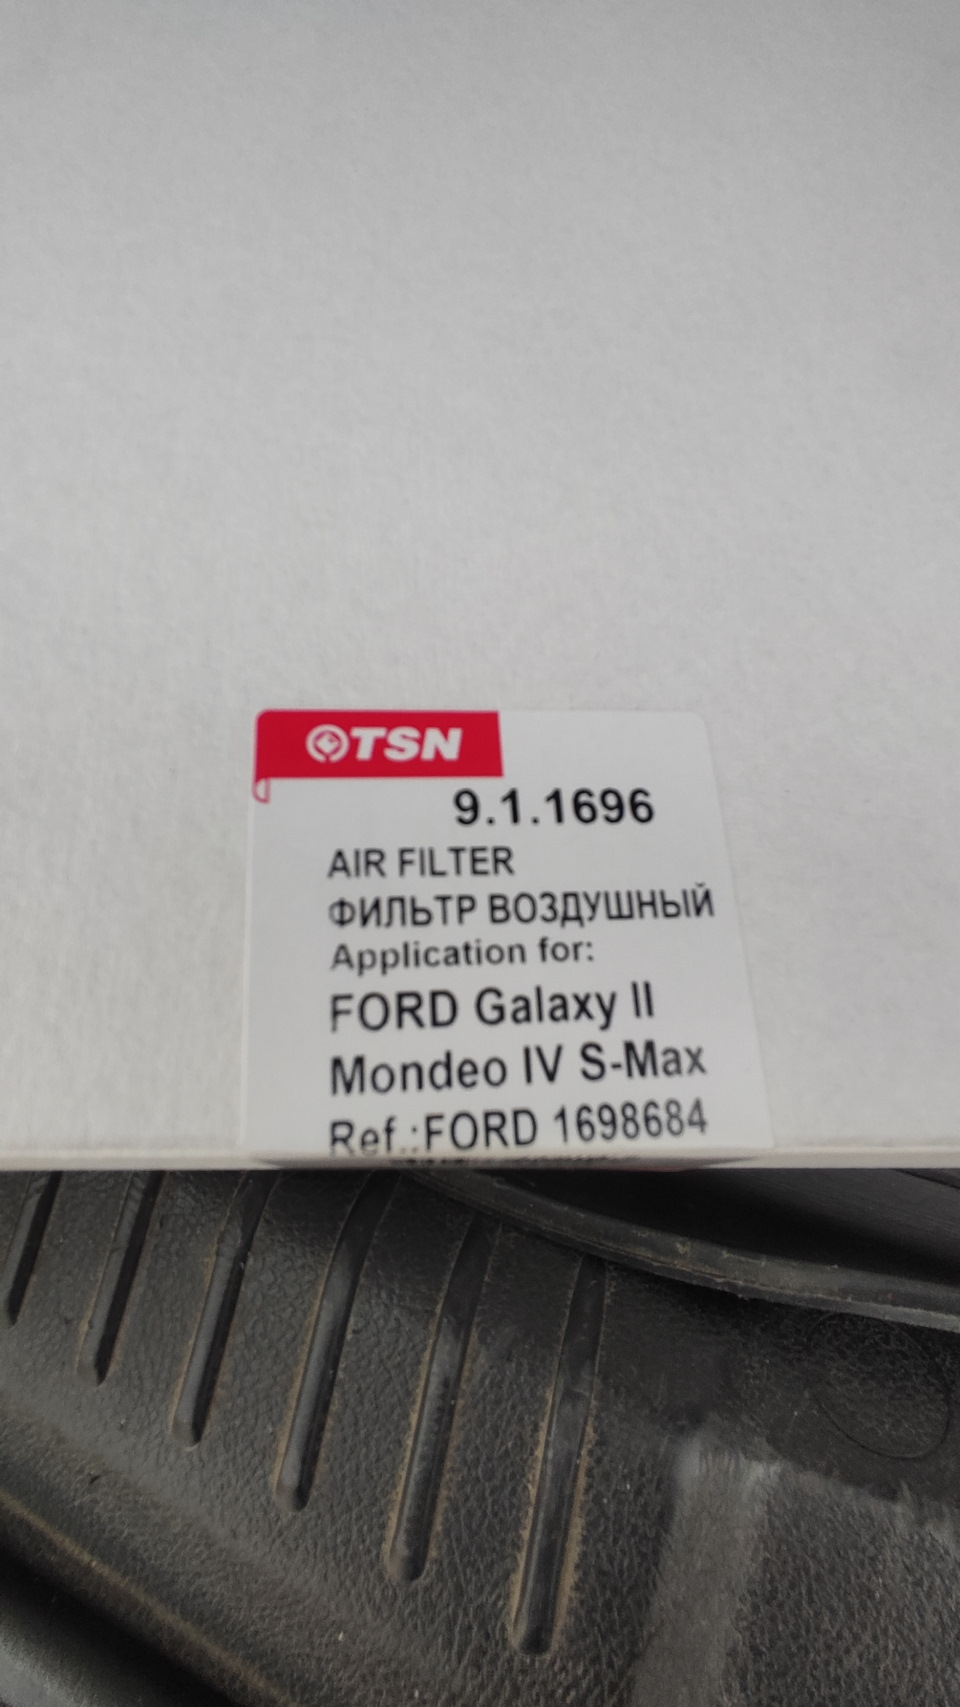 TSN
9.1.1696
AIR FILTER
ФИЛЬТР ВОЗДУШНЫЙ
Application for:
FORD Galaxy II
Mondeo IV S-Max
Ref.:FORD 1698684